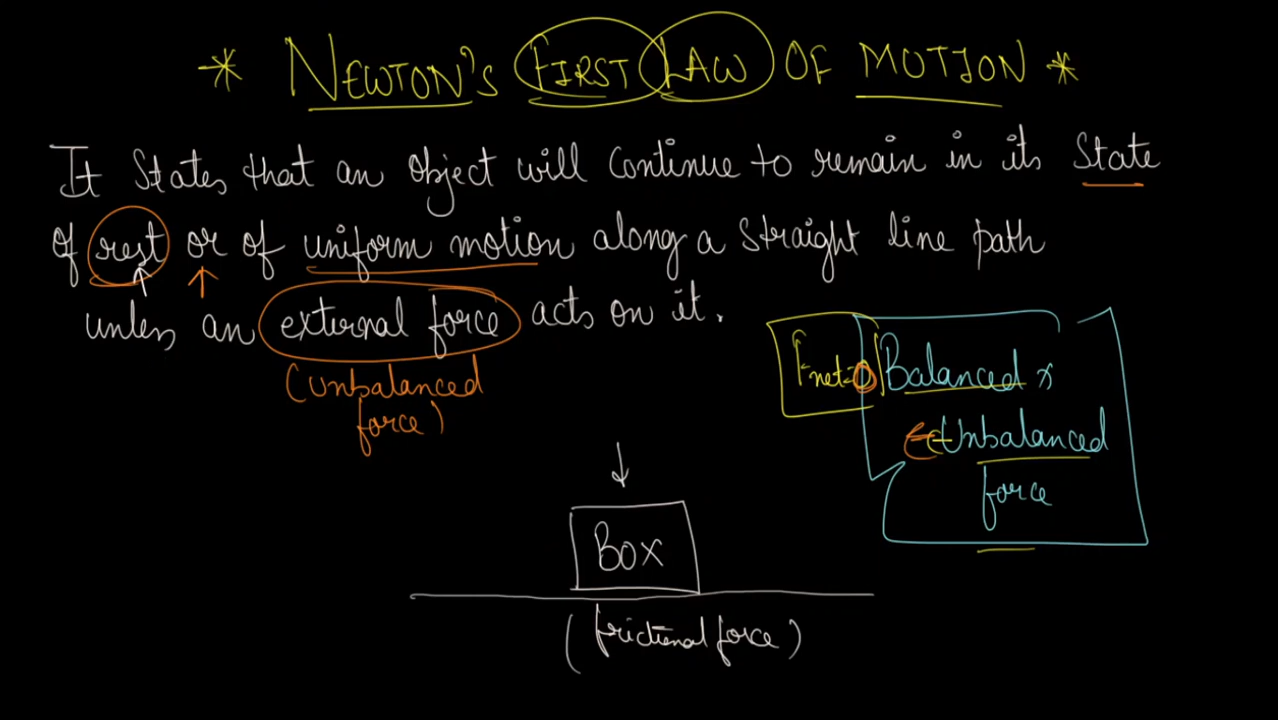 * NEWTON'S FIRST LAW OF MOTION *
It States that an object will continue to remain in its State
of rest or of uniform motion along a straight line path
unless an external force acts on it.
(unbalanced
force)
Fnet=0
Balanced x
Unbalanced
force
Box
(frictional force)